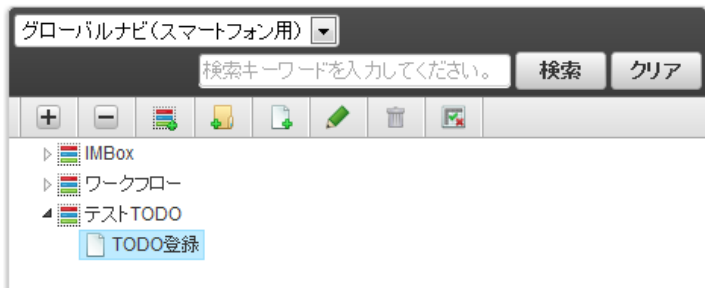 グローバルナビ(スマートフォン用)
検索キーワードを入力してください。 検索 クリア
IMBox
ワークフロー
テストTODO
TODO登録